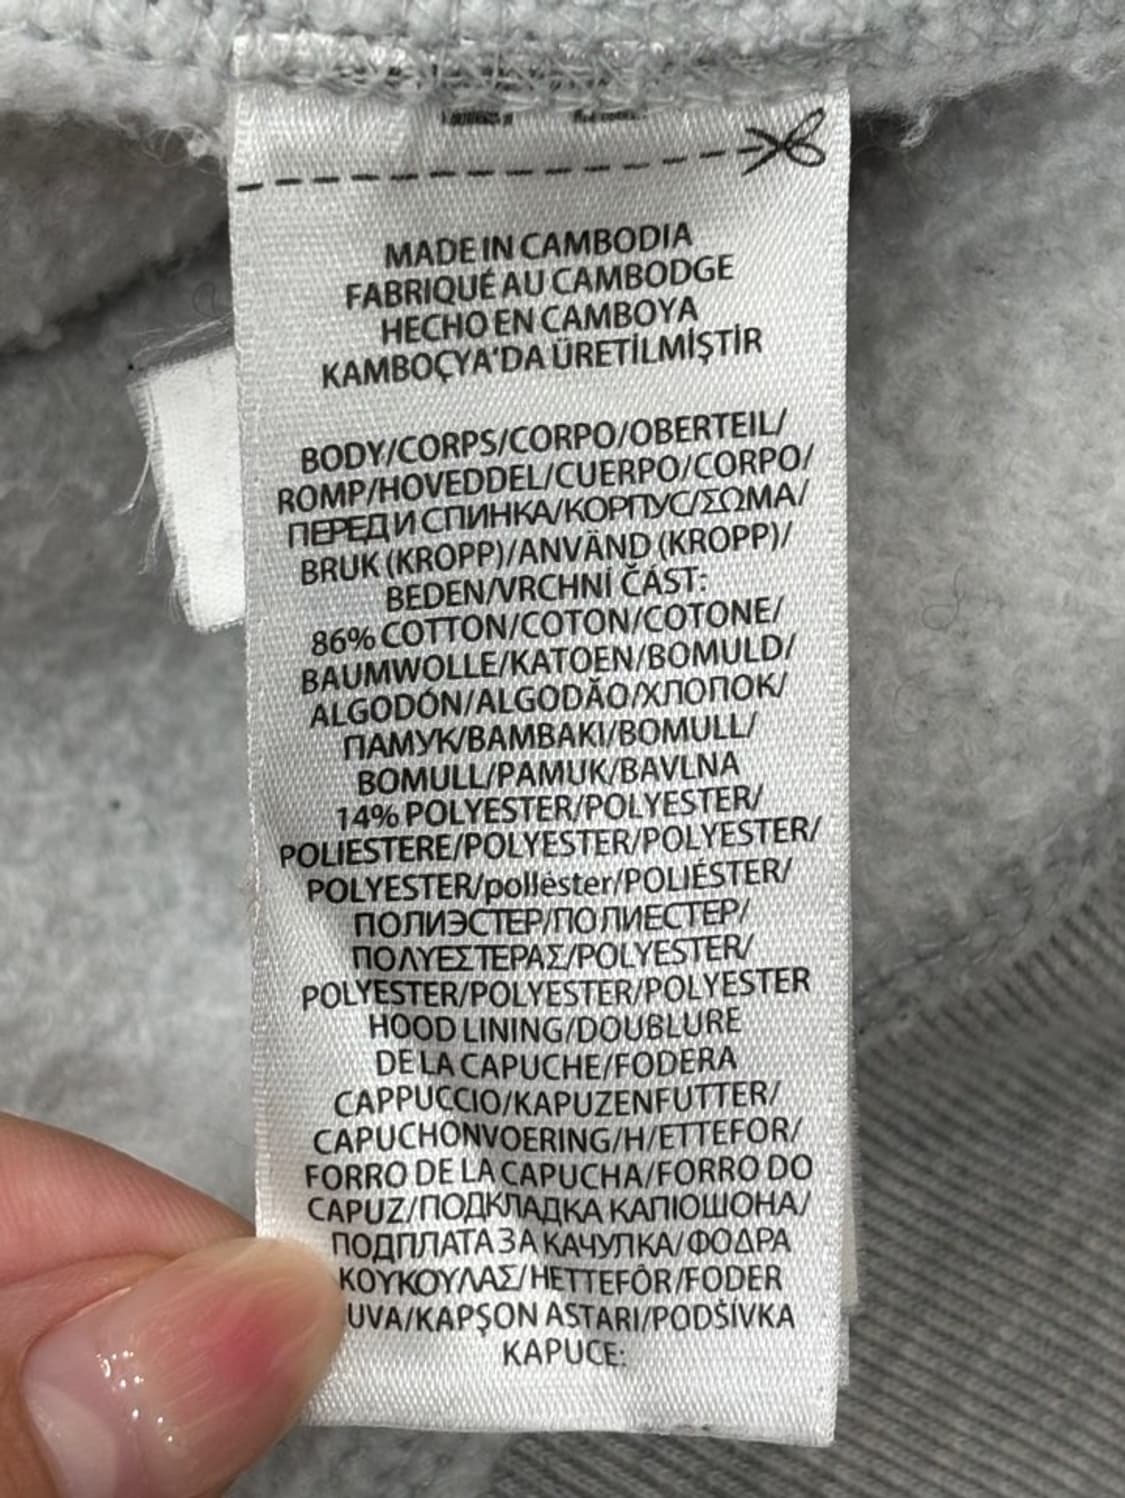 MADE IN CAMBODIA
FABRIQUÉ AU CAMBODGE
HECHO EN CAMBOYA
KAMBOÇYA'DA ÜRETİLMİŞTİR
BODY/CORPS/CORPO/OBERTEIL/
ROMP/HOVEDDEL/CUERPO/CORPO/
ПЕРЕД И СПИНКА/КОРПУС/ΣΩΜΑ/
BRUK (KROPP)/ANVÄND (KROPP)/
BEDEN/VRCHNÍ ČÁST:
86% COTTON/COTON/COTONE/
BAUMWOLLE/KATOEN/BOMULD/
ALGODÓN/ALGODÃO/ХЛОПОК/
ПАМУК/BAMBAKI/BOMULL/
BOMULL/PAMUK/BAVLNA
14% POLYESTER/POLYESTER/
POLIESTERE/POLYESTER/POLYESTER/
POLYESTER/pollèster/POLIÉSTER/
ПОЛИЭСТЕР/ПОЛИЕСТЕР/
ΠΟΛΥΕΣΤΕΡΑΣ/POLYESTER/
POLYESTER/POLYESTER/POLYESTER
HOOD LINING/DOUBLURE
DE LA CAPUCHE/FODERA
CAPPUCCIO/KAPUZENFUTTER/
CAPUCHONVOERING/H/ETTEFOR/
FORRO DE LA CAPUCHA/FORRO DO
CAPUZ/ПОДКЛАДКА КАПЮШОНА/
ПОДПЛАТА ЗА КАЧУЛКА/ΦΟΔΡΑ
ΚΟΥΚΟΥΛΑΣ/HETTEFÔR/FODER
UVA/KAPŞON ASTARI/PODŠÍVKA
KAPUCE: